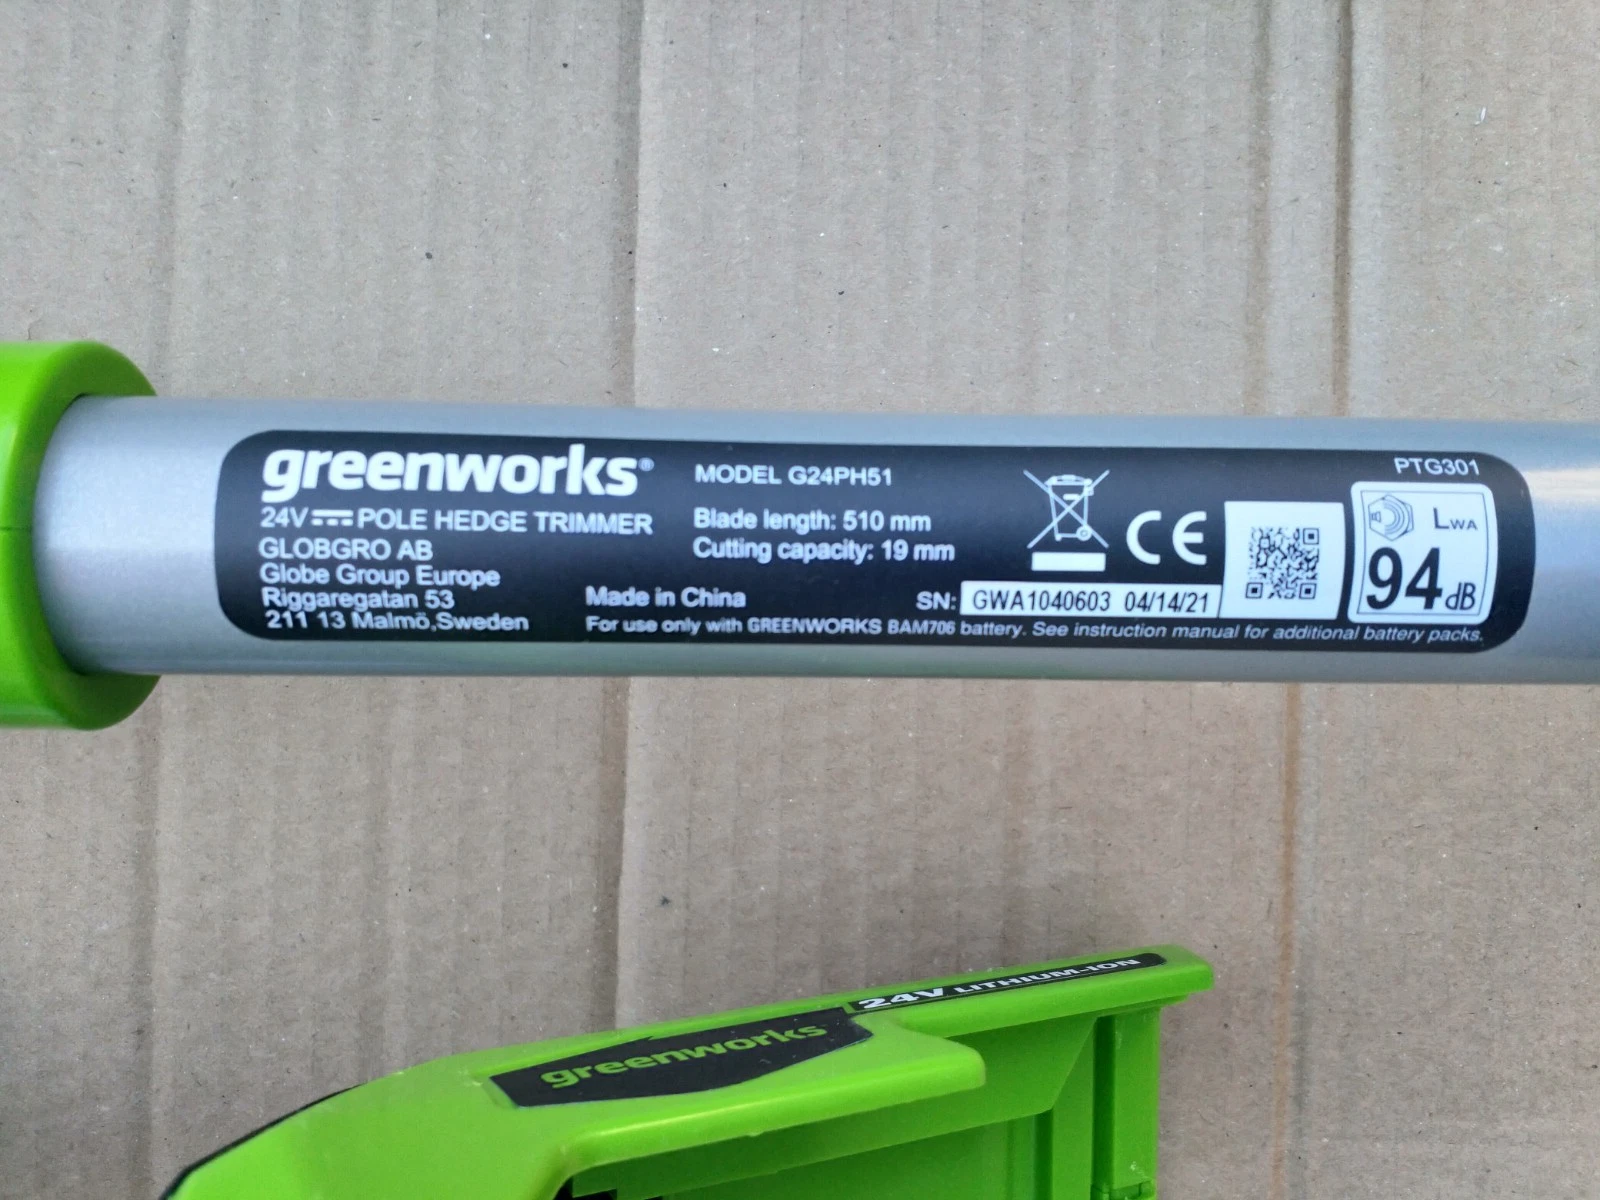 greenworks®
24V POLE HEDGE TRIMMER
GLOBGRO AB
Globe Group Europe
Riggaregatan 53
211 13 Malmö,Sweden
MODEL G24PH51
Blade length: 510 mm
Cutting capacity: 19 mm
Made in China
SN: GWA1040603 04/14/21
For use only with GREENWORKS BAM706 battery. See instruction manual for additional battery packs.
CE
PTG301
LWA
94dB
greenworks
24V LITHIUM-ION